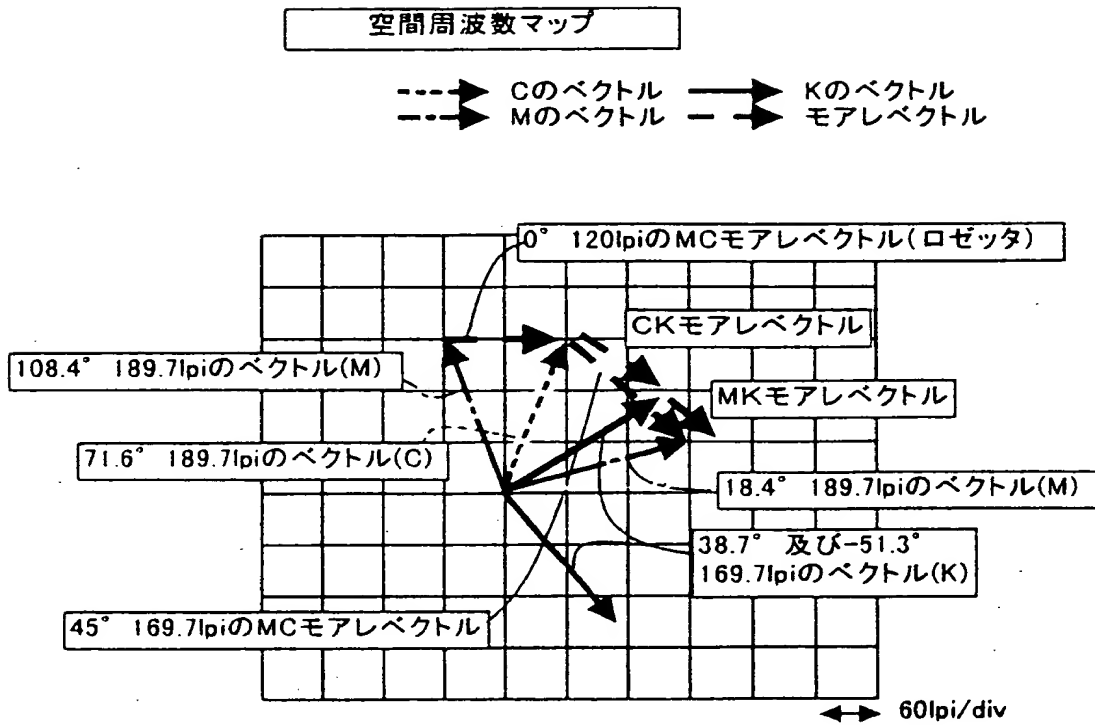 空間周波数マップ
Cのベクトル
Kのベクトル
Mのベクトル
モアレベクトル
0° 120lpiのMCモアレベクトル(ロゼッタ)
CKモアレベクトル
108.4° 189.7lpiのベクトル(M)
MKモアレベクトル
71.6° 189.7lpiのベクトル(C)
18.4° 189.7lpiのベクトル(M)
38.7° 及び-51.3°
169.7lpiのベクトル(K)
45° 169.7lpiのMCモアレベクトル
60lpi/div